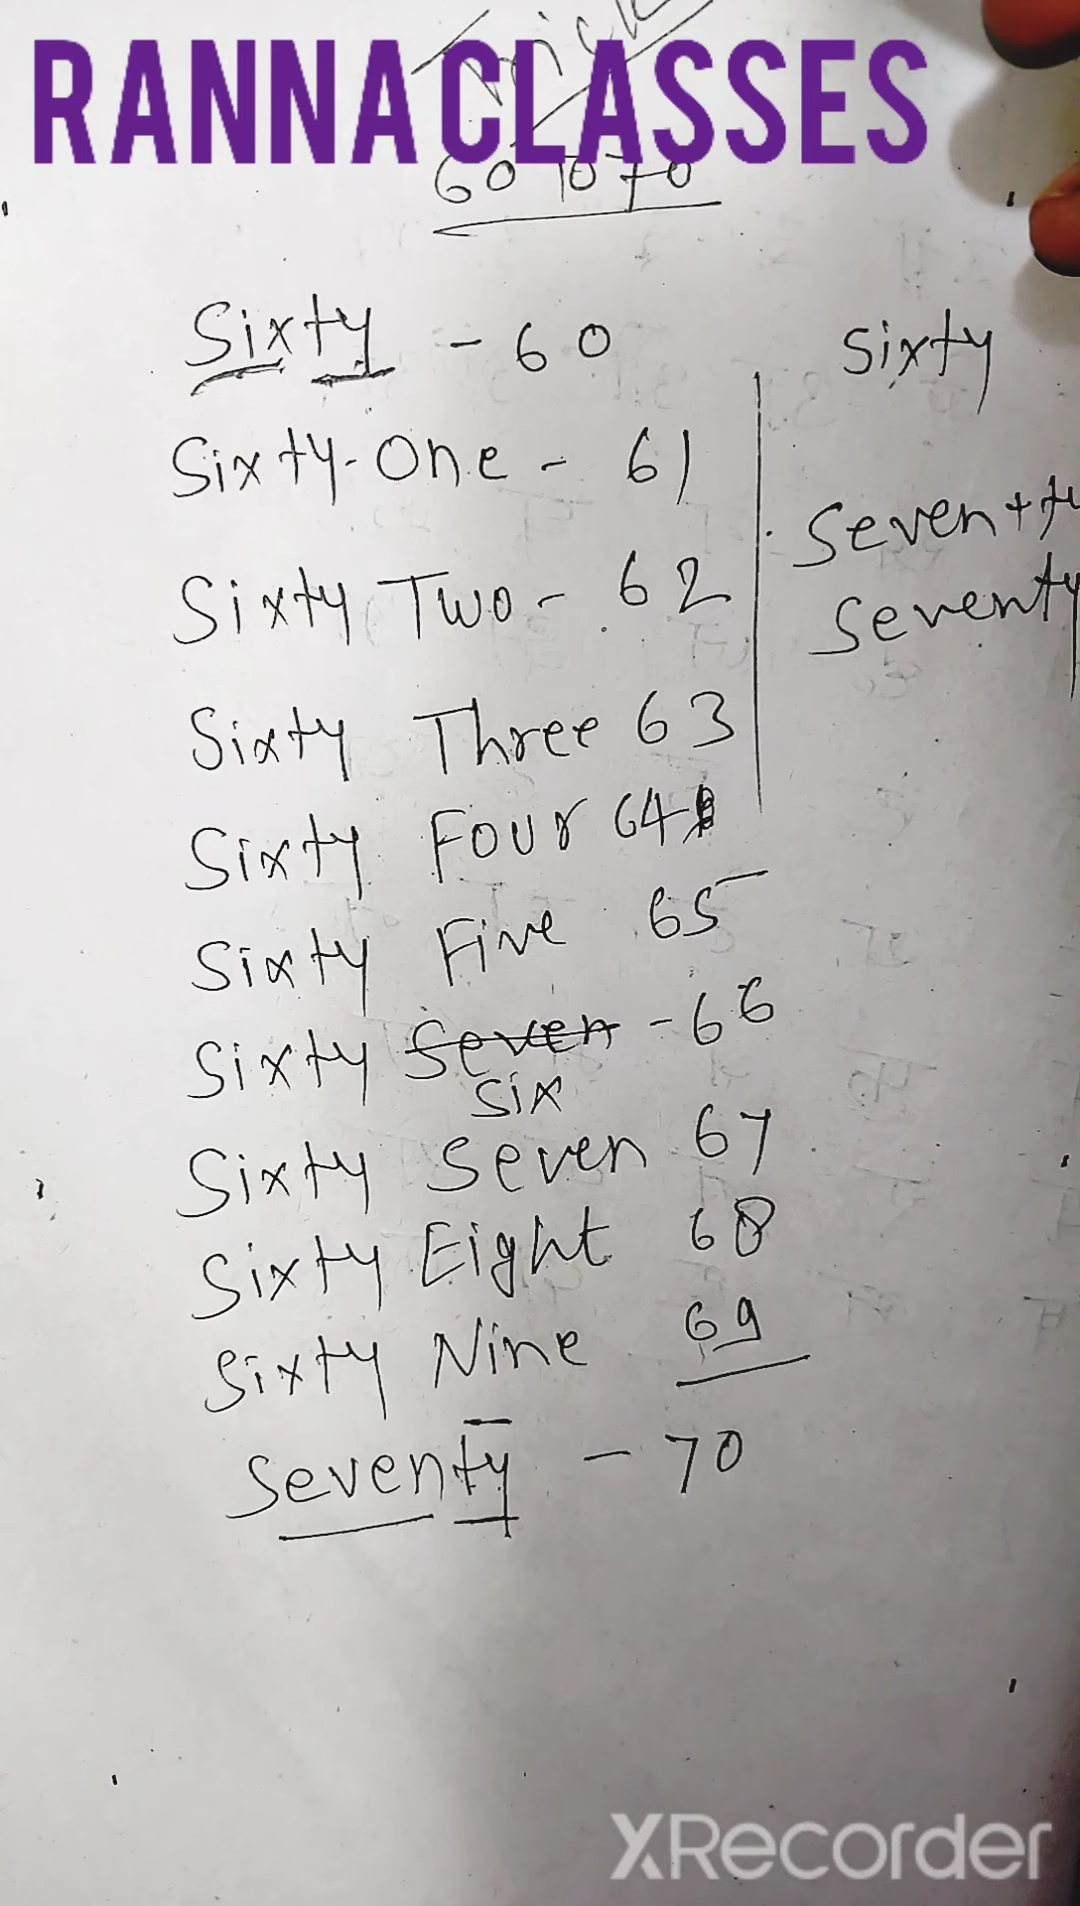 Trick
RANNA CLASSES
60 To 70
Sixty - 60
Sixty-One - 61
Sixty Two - 62
Sixty Three 63
Sixty Four 64
Sixty Five 65
Sixty Seven - 66
Six
Sixty Seven 67
Sixty Eight 68
Sixty Nine 69
Seventy - 70
Sixty
Seven + ty
Seventy
XRecorder